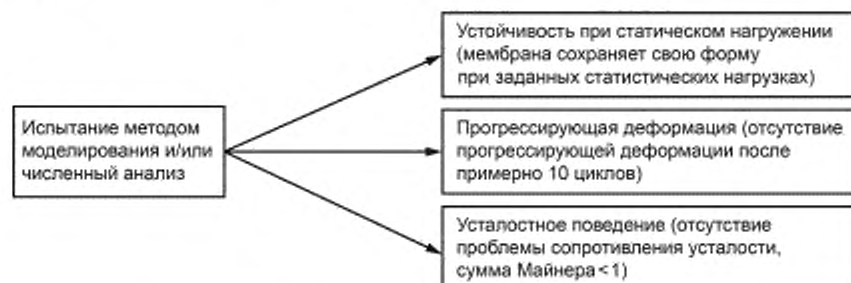 Устойчивость при статическом нагружении
(мембрана сохраняет свою форму
при заданных статистических нагрузках)
Испытание методом
моделирования и/или
численный анализ
Прогрессирующая деформация (отсутствие
прогрессирующей деформации после
примерно 10 циклов)
Усталостное поведение (отсутствие
проблемы сопротивления усталости,
сумма Майнера<1)